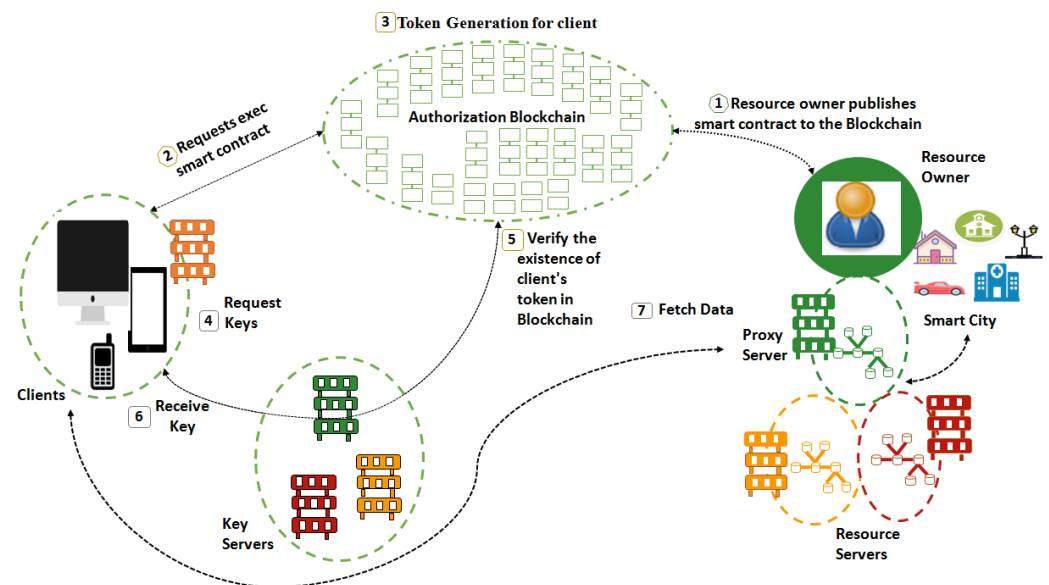 3 Token Generation for client
Authorization Blockchain
1 Resource owner publishes
smart contract to the Blockchain
2 Requests exec
smart contract
Resource
Owner
5 Verify the
existence of
client's
token in
Blockchain
4 Request
Keys
7 Fetch Data
Smart City
Proxy
Server
Clients
6 Receive
Key
Key
Servers
Resource
Servers